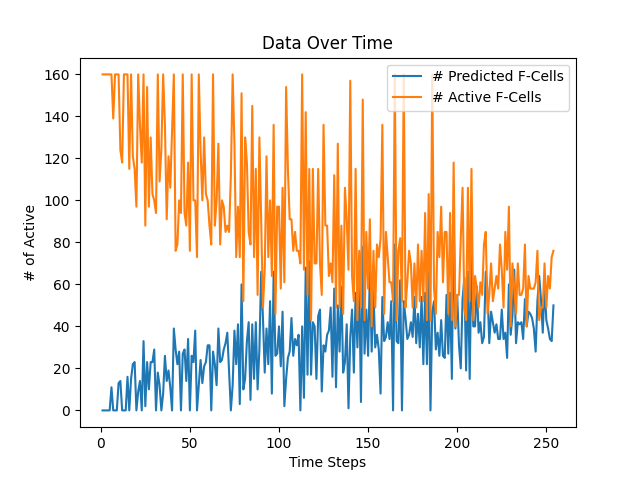 Data Over Time
# Predicted F-Cells
# Active F-Cells
# of Active
160
140
120
100
80
60
40
20
0
0 50 100 150 200 250
Time Steps